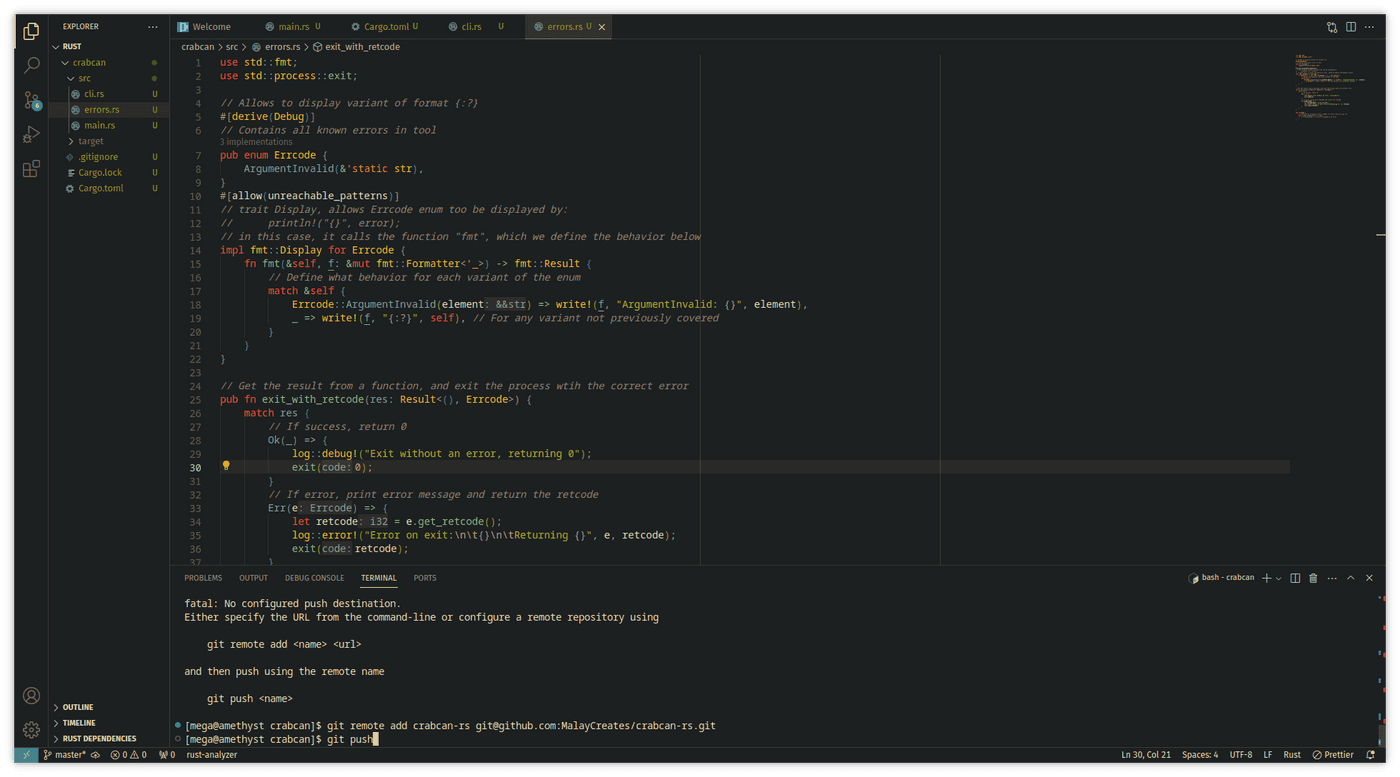 EXPLORER
RUST
crabcan
src
cli.rs U
errors.rs U
main.rs U
target
.gitignore U
Cargo.lock U
Cargo.toml U
OUTLINE
TIMELINE
RUST DEPENDENCIES
6
Welcome
main.rs U
Cargo.toml U
cli.rs U
errors.rs U
crabcan > src > errors.rs > exit_with_retcode
1 use std::fmt;
2 use std::process::exit;
3
4 // Allows to display variant of format {:?}
5 #[derive(Debug)]
6 // Contains all known errors in tool
3 implementations
7 pub enum Errcode {
8 ArgumentInvalid(&'static str),
9 }
10 #[allow(unreachable_patterns)]
11 // trait Display, allows Errcode enum too be displayed by:
12 // println!("{}", error);
13 // in this case, it calls the function "fmt", which we define the behavior below
14 impl fmt::Display for Errcode {
15 fn fmt(&self, f: &mut fmt::Formatter<'_>) -> fmt::Result {
16 // Define what behavior for each variant of the enum
17 match &self {
18 Errcode::ArgumentInvalid(element: &&str) => write!(f, "ArgumentInvalid: {}", element),
19 _ => write!(f, "{:?}", self), // For any variant not previously covered
20 }
21 }
22 }
23
24 // Get the result from a function, and exit the process wtih the correct error
25 pub fn exit_with_retcode(res: Result<(), Errcode>) {
26 match res {
27 // If success, return 0
28 Ok(_) => {
29 log::debug!("Exit without an error, returning 0");
30 exit(code: 0);
31 }
32 // If error, print error message and return the retcode
33 Err(e: Errcode) => {
34 let retcode: i32 = e.get_retcode();
35 log::error!("Error on exit:\n\t{}\n\tReturning {}", e, retcode);
36 exit(code: retcode);
37 }
PROBLEMS OUTPUT DEBUG CONSOLE TERMINAL PORTS
bash - crabcan
fatal: No configured push destination.
Either specify the URL from the command-line or configure a remote repository using
git remote add <name> <url>
and then push using the remote name
git push <name>
[mega@amethyst crabcan]$ git remote add crabcan-rs git@github.com:MalayCreates/crabcan-rs.git
[mega@amethyst crabcan]$ git push
master* 0 0 0 rust-analyzer
Ln 30, Col 21 Spaces: 4 UTF-8 LF Rust Prettier